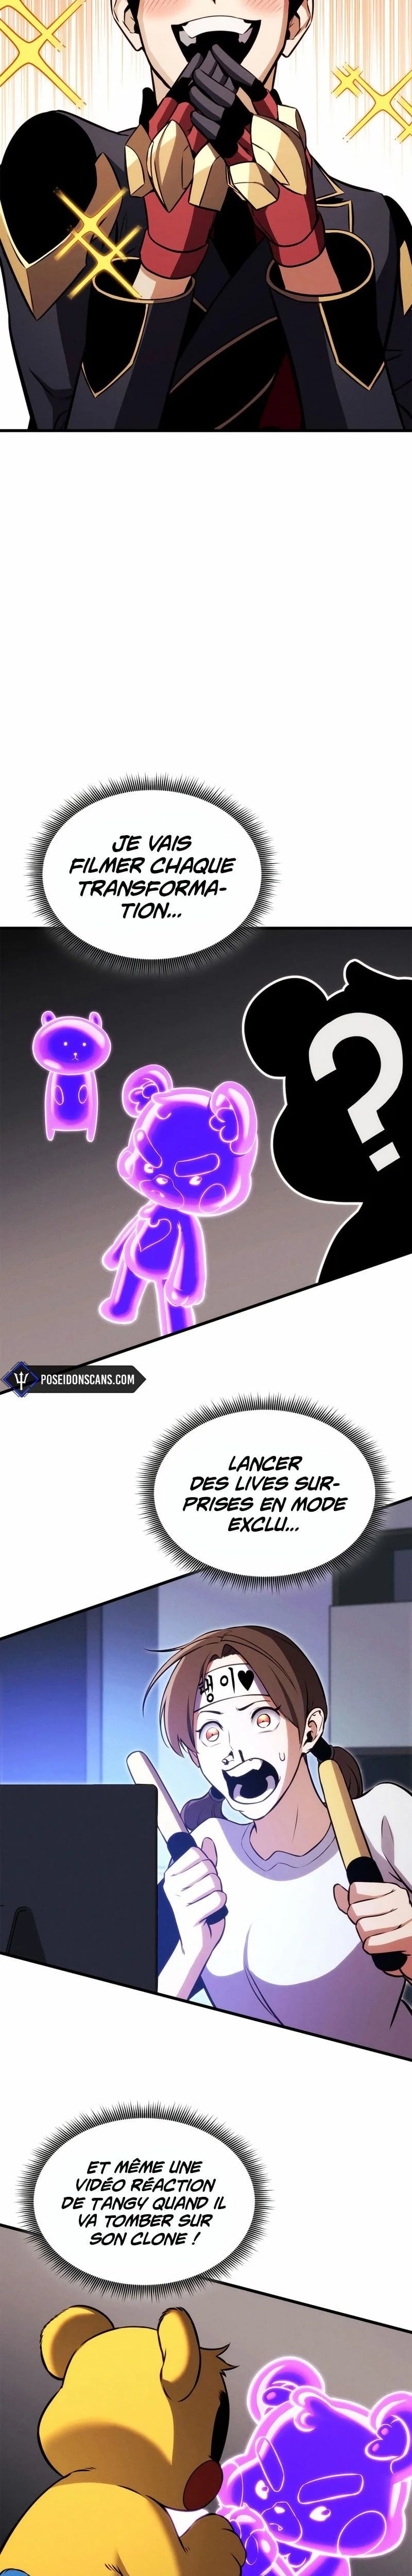 JE VAIS
FILMER CHAQUE
TRANSFORMA-
TION...
?
POSEIDONSCANS.COM
LANCER
DES LIVES SUR-
PRISES EN MODE
EXCLU...
탱이♥
ET MÊME UNE
VIDÉO RÉACTION
DE TANGY QUAND IL
VA TOMBER SUR
SON CLONE !